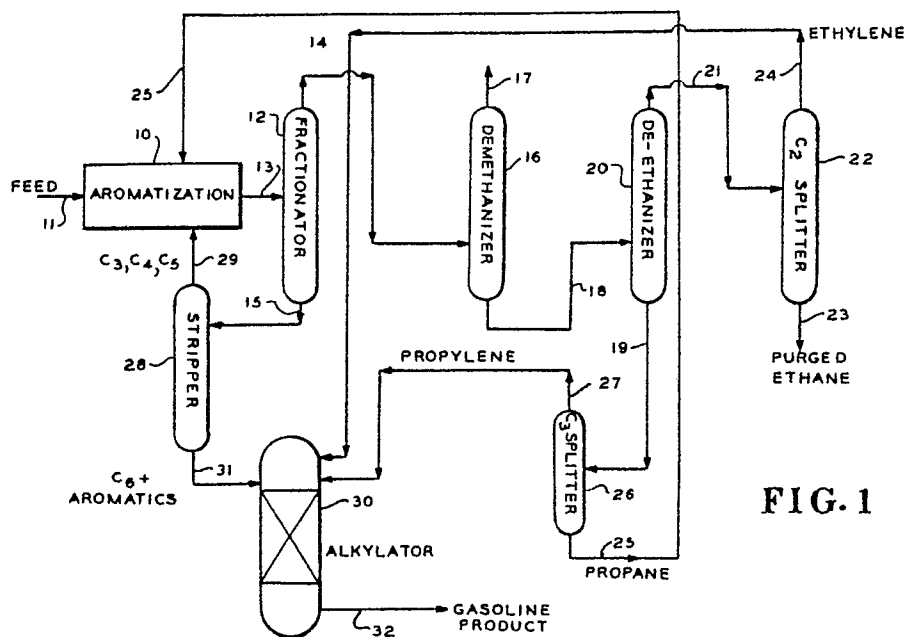 14
ETHYLENE
25
17
21
24
12
FRACTIONATOR
10
13
DEMETHANIZER
16
DE-ETHANIZER
20
C2 SPLITTER
22
FEED
11
AROMATIZATION
C3, C4, C5
29
15
18
19
23
PURGED
ETHANE
STRIPPER
28
PROPYLENE
27
C3 SPLITTER
26
31
C6+
AROMATICS
30
ALKYLATOR
25
PROPANE
FIG. 1
32
GASOLINE
PRODUCT